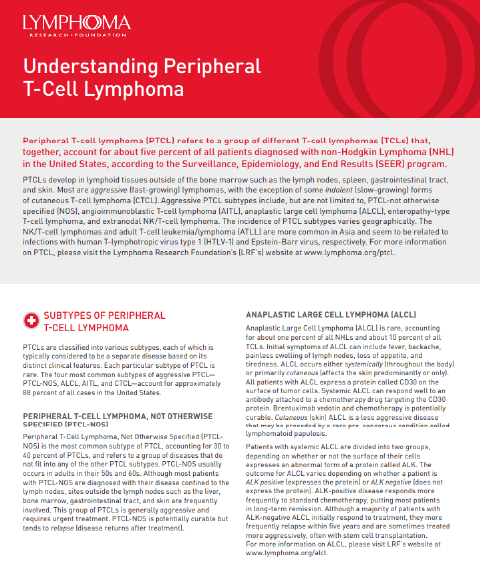 LYMPHOMA
RESEARCH • FOUNDATION
Understanding Peripheral
T-Cell Lymphoma
Peripheral T-cell lymphoma (PTCL) refers to a group of different T-cell lymphomas (TCLs) that,
together, account for about five percent of all patients diagnosed with non-Hodgkin Lymphoma (NHL)
in the United States, according to the Surveillance, Epidemiology, and End Results (SEER) program.
PTCLs develop in lymphoid tissues outside of the bone marrow such as the lymph nodes, spleen, gastrointestinal tract,
and skin. Most are aggressive (fast-growing) lymphomas, with the exception of some indolent (slow-growing) forms
of cutaneous T-cell lymphoma (CTCL). Aggressive PTCL subtypes include, but are not limited to, PTCL-not otherwise
specified (NOS), angioimmunoblastic T-cell lymphoma (AITL), anaplastic large cell lymphoma (ALCL), enteropathy-type
T-cell lymphoma, and extranodal NK/T-cell lymphoma. The incidence of PTCL subtypes varies geographically. The
NK/T-cell lymphomas and adult T-cell leukemia/lymphoma (ATLL) are more common in Asia and seem to be related to
infections with human T-lymphotropic virus type 1 (HTLV-1) and Epstein-Barr virus, respectively. For more information
on PTCL, please visit the Lymphoma Research Foundation's (LRF's) website at www.lymphoma.org/ptcl.
SUBTYPES OF PERIPHERAL
T-CELL LYMPHOMA
PTCLs are classified into various subtypes, each of which is
typically considered to be a separate disease based on its
distinct clinical features. Each particular subtype of PTCL is
rare. The four most common subtypes of aggressive PTCL—
PTCL-NOS, ALCL, AITL, and CTCL—account for approximately
88 percent of all cases in the United States.
PERIPHERAL T-CELL LYMPHOMA, NOT OTHERWISE
SPECIFIED (PTCL-NOS)
Peripheral T-Cell Lymphoma, Not Otherwise Specified (PTCL-
NOS) is the most common subtype of PTCL, accounting for 30 to
40 percent of PTCLs, and refers to a group of diseases that do
not fit into any of the other PTCL subtypes. PTCL-NOS usually
occurs in adults in their 50s and 60s. Although most patients
with PTCL-NOS are diagnosed with their disease confined to the
lymph nodes, sites outside the lymph nodes such as the liver,
bone marrow, gastrointestinal tract, and skin are frequently
involved. This group of PTCLs is generally aggressive and
requires urgent treatment. PTCL-NOS is potentially curable but
tends to relapse (disease returns after treatment).
ANAPLASTIC LARGE CELL LYMPHOMA (ALCL)
Anaplastic Large Cell Lymphoma (ALCL) is rare, accounting
for about one percent of all NHLs and about 10 percent of all
TCLs. Initial symptoms of ALCL can include fever, backache,
painless swelling of lymph nodes, loss of appetite, and
tiredness. ALCL occurs either systemically (throughout the body)
or primarily cutaneous (affects the skin predominantly or only).
All patients with ALCL express a protein called CD30 on the
surface of tumor cells. Systemic ALCL can respond well to an
antibody attached to a chemotherapy drug targeting the CD30
protein. Brentuximab vedotin and chemotherapy is potentially
curable. Cutaneous (skin) ALCL is a less aggressive disease
that may be preceded by a rare pre-cancerous condition called
lymphomatoid papulosis.
Patients with systemic ALCL are divided into two groups,
depending on whether or not the surface of their cells
expresses an abnormal form of a protein called ALK. The
outcome for ALCL varies depending on whether a patient is
ALK positive (expresses the protein) or ALK negative (does not
express the protein). ALK-positive disease responds more
frequently to standard chemotherapy, putting most patients
in long-term remission. Although a majority of patients with
ALK-negative ALCL initially respond to treatment, they more
frequently relapse within five years and are sometimes treated
more aggressively, often with stem cell transplantation.
For more information on ALCL, please visit LRF's website at
www.lymphoma.org/alcl.